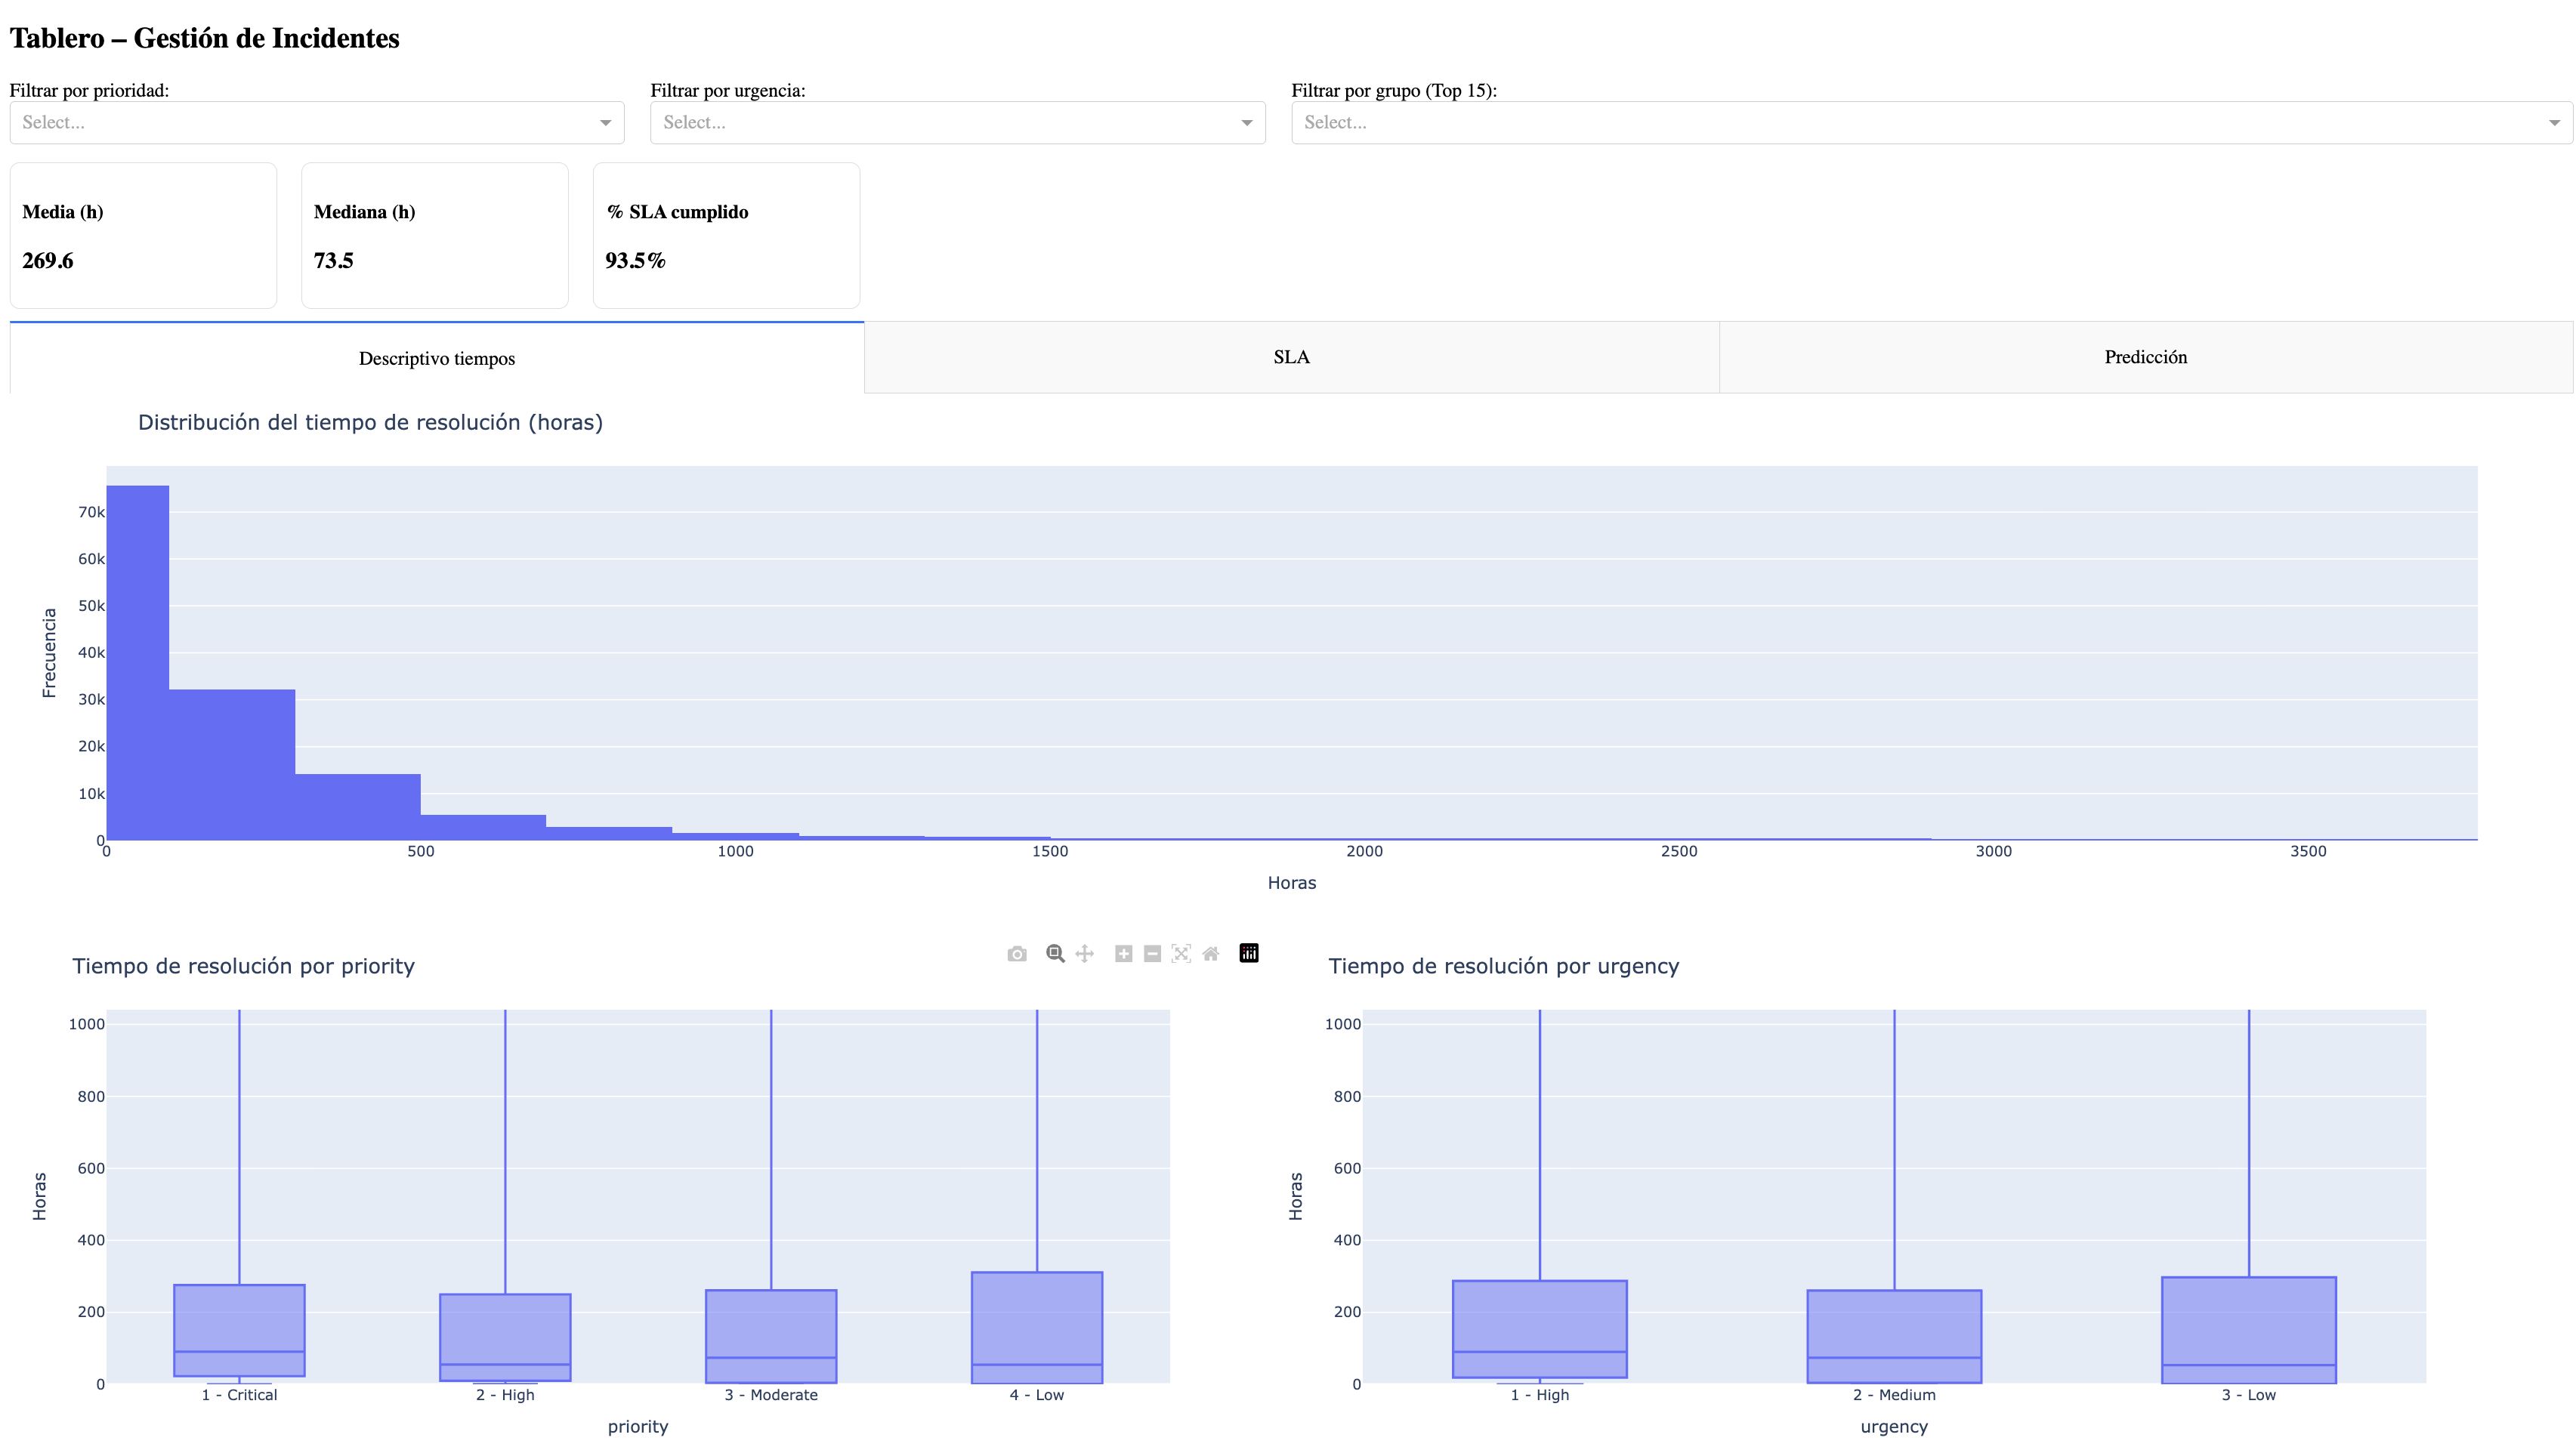 Tablero – Gestión de Incidentes
Filtrar por prioridad:
Filtrar por urgencia:
Filtrar por grupo (Top 15):
Select...
Select...
Select...
Media (h)
Mediana (h)
% SLA cumplido
269.6
73.5
93.5%
Descriptivo tiempos
SLA
Predicción
Distribución del tiempo de resolución (horas)
Frecuencia
70k
60k
50k
40k
30k
20k
10k
0
0
500
1000
1500
2000
2500
3000
3500
Horas
Tiempo de resolución por priority
Horas
1000
800
600
400
200
0
1 - Critical
2 - High
3 - Moderate
4 - Low
priority
Tiempo de resolución por urgency
Horas
1000
800
600
400
200
0
1 - High
2 - Medium
3 - Low
urgency